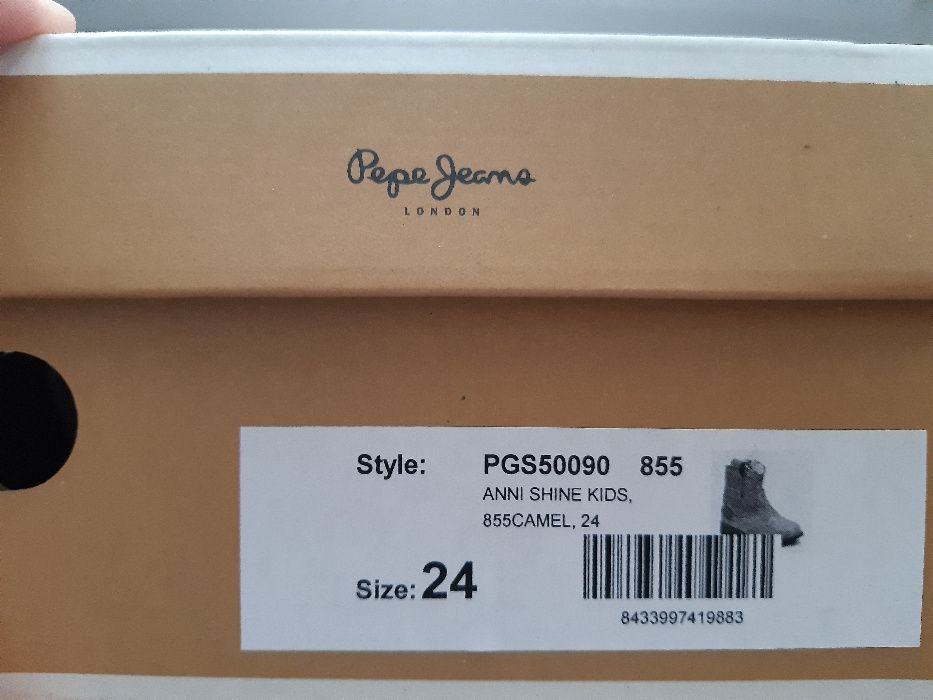 Pepe Jeans
LONDON
Style: PGS50090 855
ANNI SHINE KIDS,
855CAMEL, 24
Size: 24
8433997419883